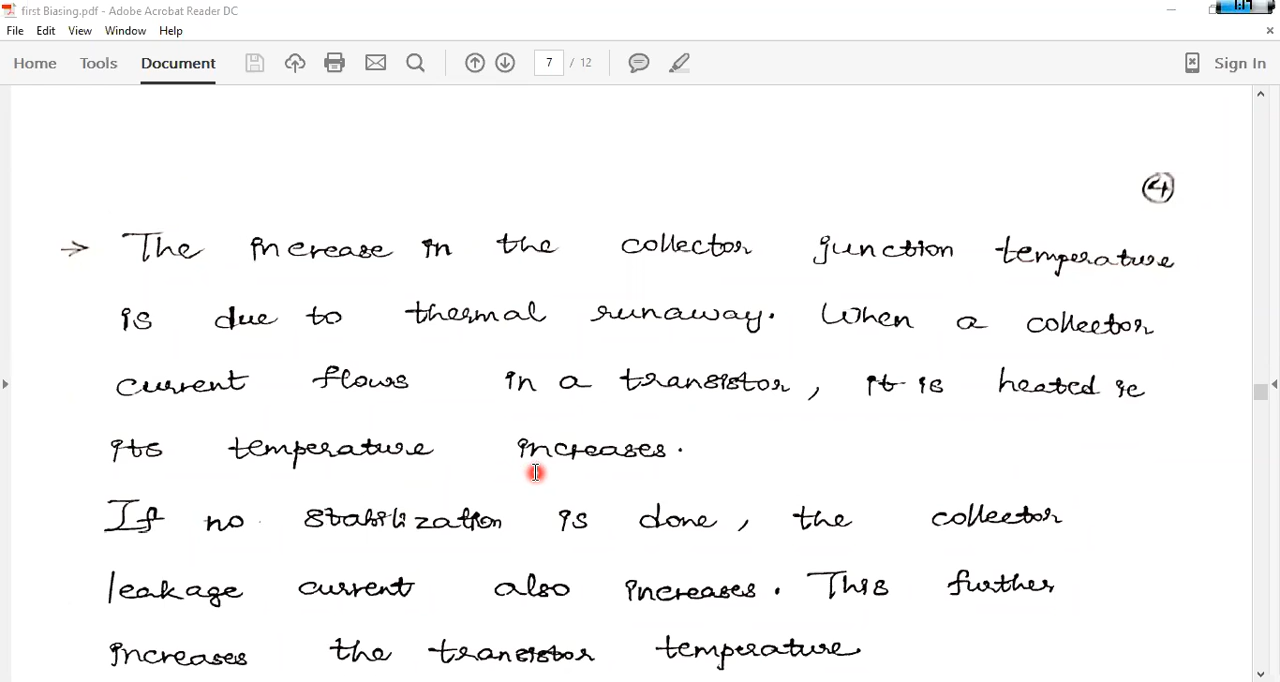 first Biasing.pdf - Adobe Acrobat Reader DC
1:17
File Edit View Window Help
Home Tools Document 7 / 12 Sign In
4
→ The increase in the collector junction temperature
is due to thermal runaway. When a collector
current flows in a transistor, it is heated ie
its temperature increases.
If no stabilization is done, the collector
leakage current also increases. This further
increases the transistor temperature